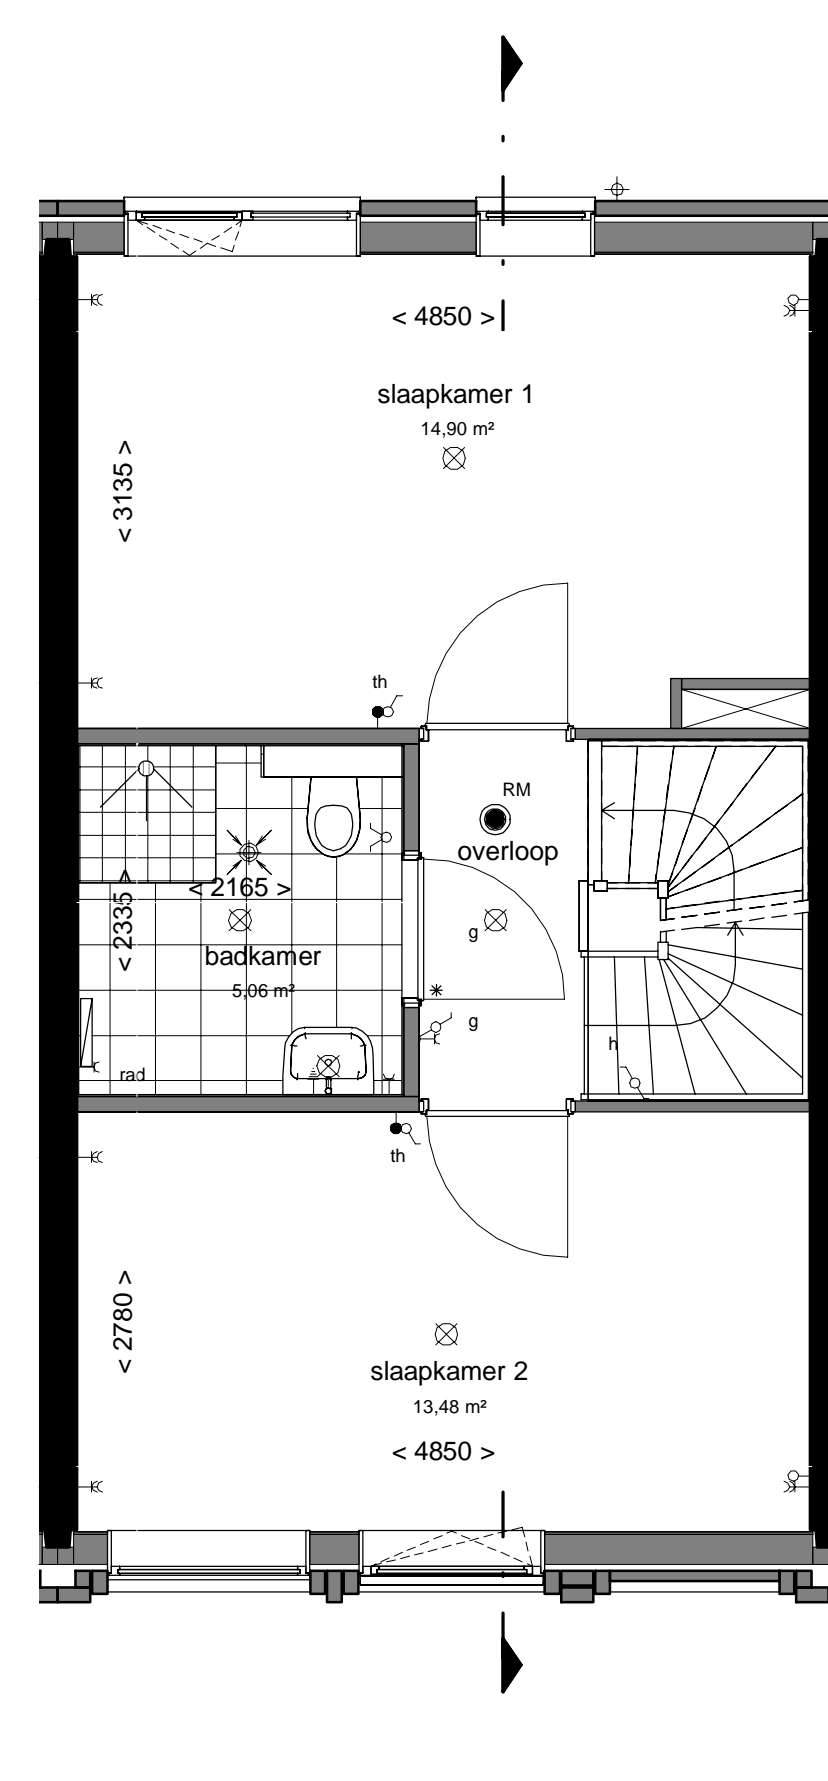 < 4850 >
slaapkamer 1
14,90 m²
< 3135 >
th
RM
overloop
< 2165 >
< 2335 >
g
badkamer
5,06 m²
g
h
rad
th
< 2780 >
slaapkamer 2
13,48 m²
< 4850 >